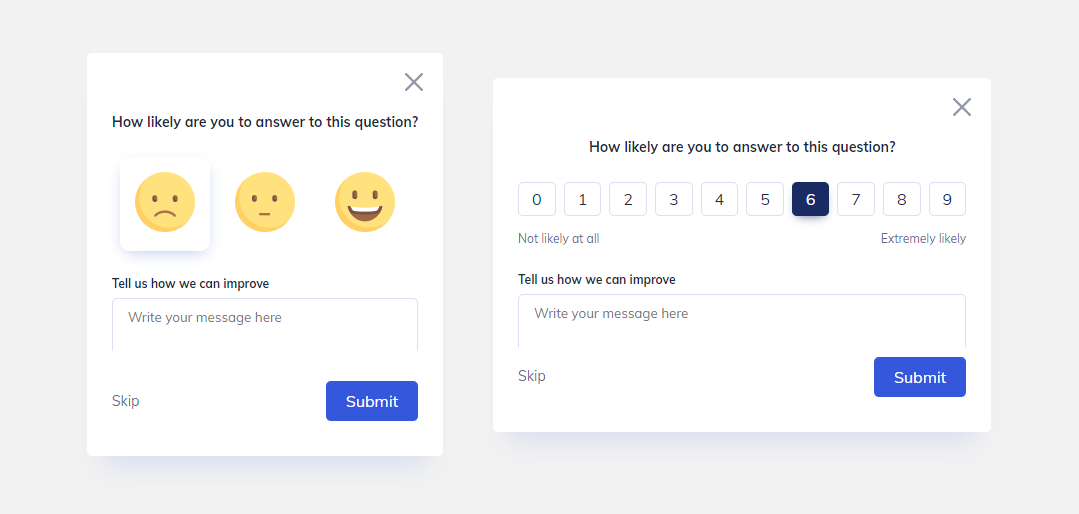 How likely are you to answer to this question?
Tell us how we can improve
Write your message here
Skip
Submit
How likely are you to answer to this question?
0 1 2 3 4 5 6 7 8 9
Not likely at all
Extremely likely
Tell us how we can improve
Write your message here
Skip
Submit